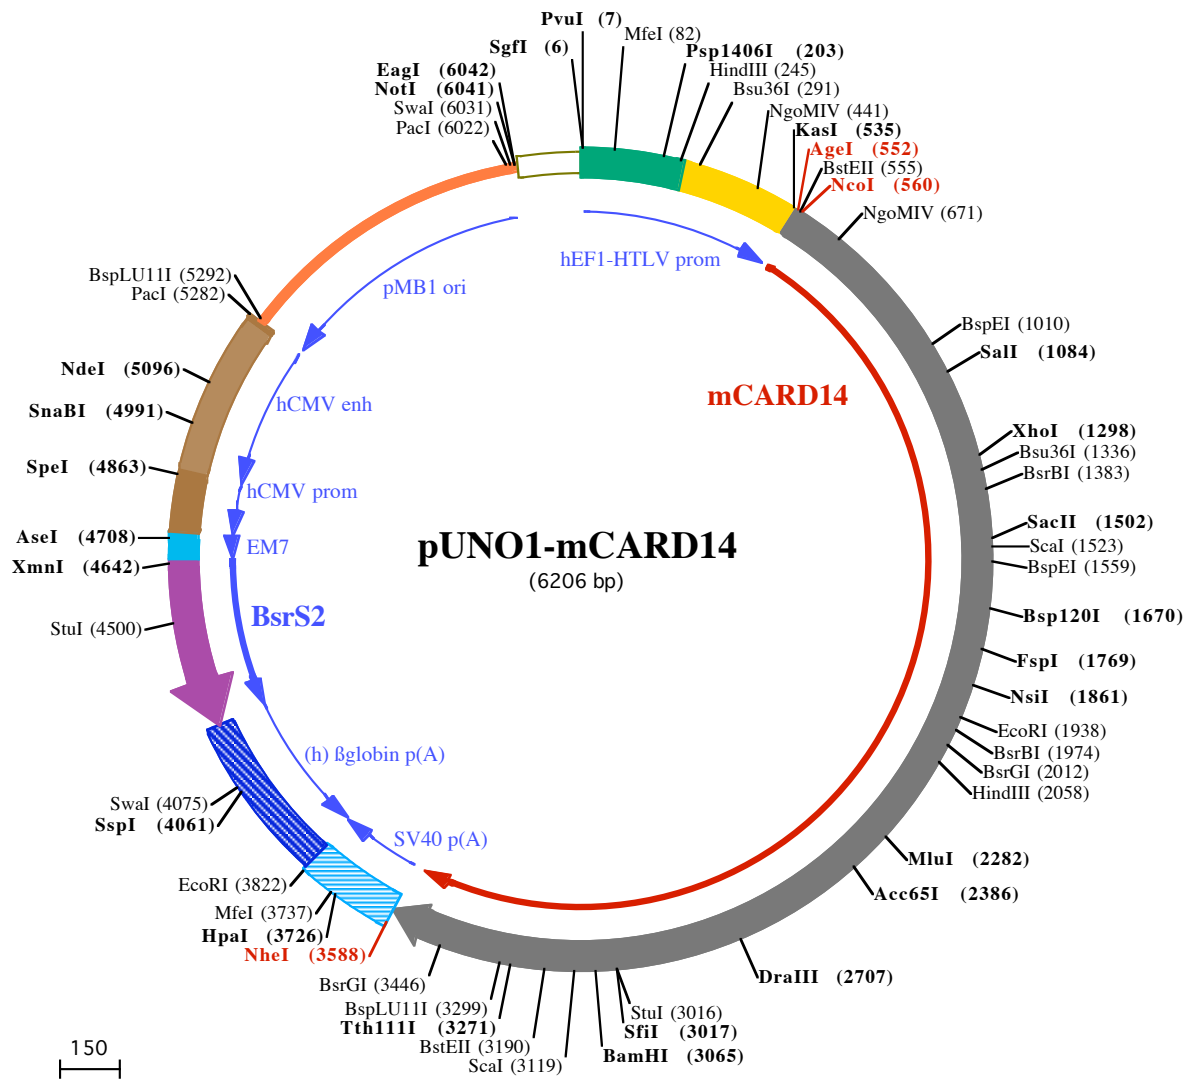 PvuI (7)
MfeI (82)
SgfI (6)
Psp1406I (203)
EagI (6042)
HindIII (245)
NotI (6041)
Bsu36I (291)
SwaI (6031)
NgoMIV (441)
PacI (6022)
KasI (535)
AgeI (552)
BstEII (555)
NcoI (560)
NgoMIV (671)
hEF1-HTLV prom
BspLU11I (5292)
pMB1 ori
PacI (5282)
BspEI (1010)
SalI (1084)
NdeI (5096)
mCARD14
hCMV enh
SnaBI (4991)
XhoI (1298)
Bsu36I (1336)
SpeI (4863)
BsrBI (1383)
hCMV prom
SacII (1502)
AseI (4708)
EM7
pUNO1-mCARD14
ScaI (1523)
XmnI (4642)
BspEI (1559)
(6206 bp)
BsrS2
Bsp120I (1670)
StuI (4500)
FspI (1769)
NsiI (1861)
EcoRI (1938)
(h) ßglobin p(A)
BsrBI (1974)
BsrGI (2012)
HindIII (2058)
SwaI (4075)
SspI (4061)
SV40 p(A)
MluI (2282)
EcoRI (3822)
Acc65I (2386)
MfeI (3737)
HpaI (3726)
NheI (3588)
DraIII (2707)
BsrGI (3446)
BspLU11I (3299)
StuI (3016)
Tth111I (3271)
SfiI (3017)
BstEII (3190)
BamHI (3065)
ScaI (3119)
150